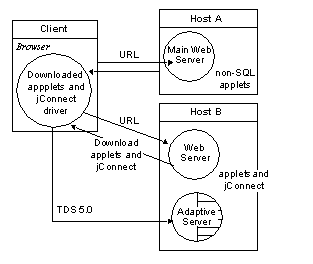 Client
Browser
Downloaded
appplets and
jConnect
driver
URL
Host A
Main Web
Server
non-SQL
applets
URL
Download
applets and
jConnect
Host B
Web
Server
applets and
jConnect
Adaptive
Server
TDS 5.0